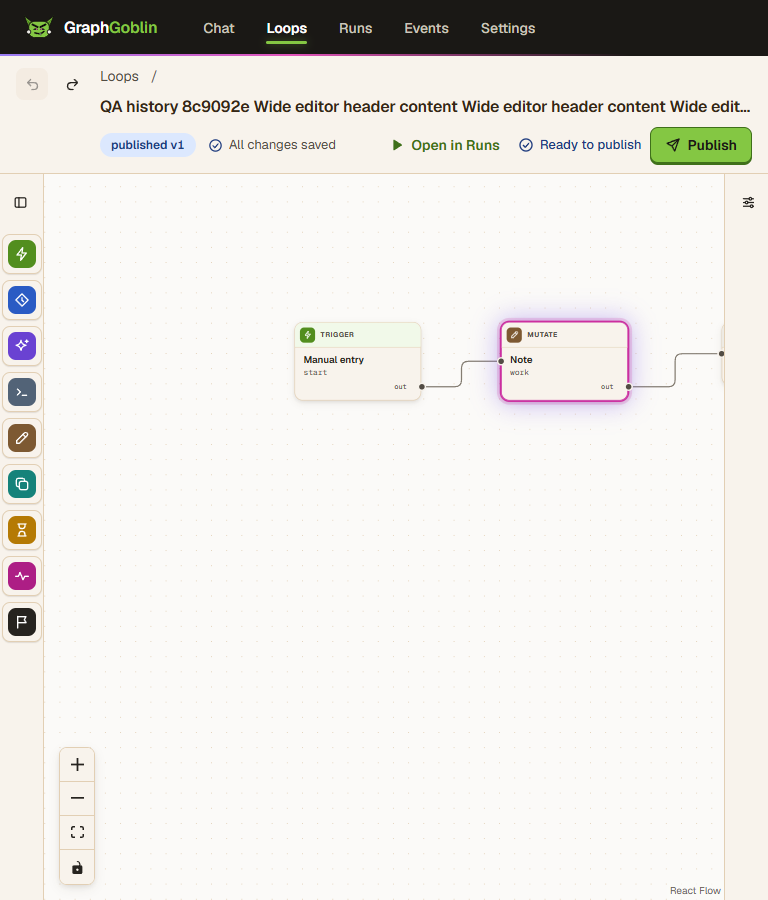 GraphGoblin Chat Loops Runs Events Settings
Loops /
QA history 8c9092e Wide editor header content Wide editor header content Wide edit...
published v1 All changes saved Open in Runs Ready to publish Publish
TRIGGER
Manual entry
start
out
MUTATE
Note
work
out
React Flow